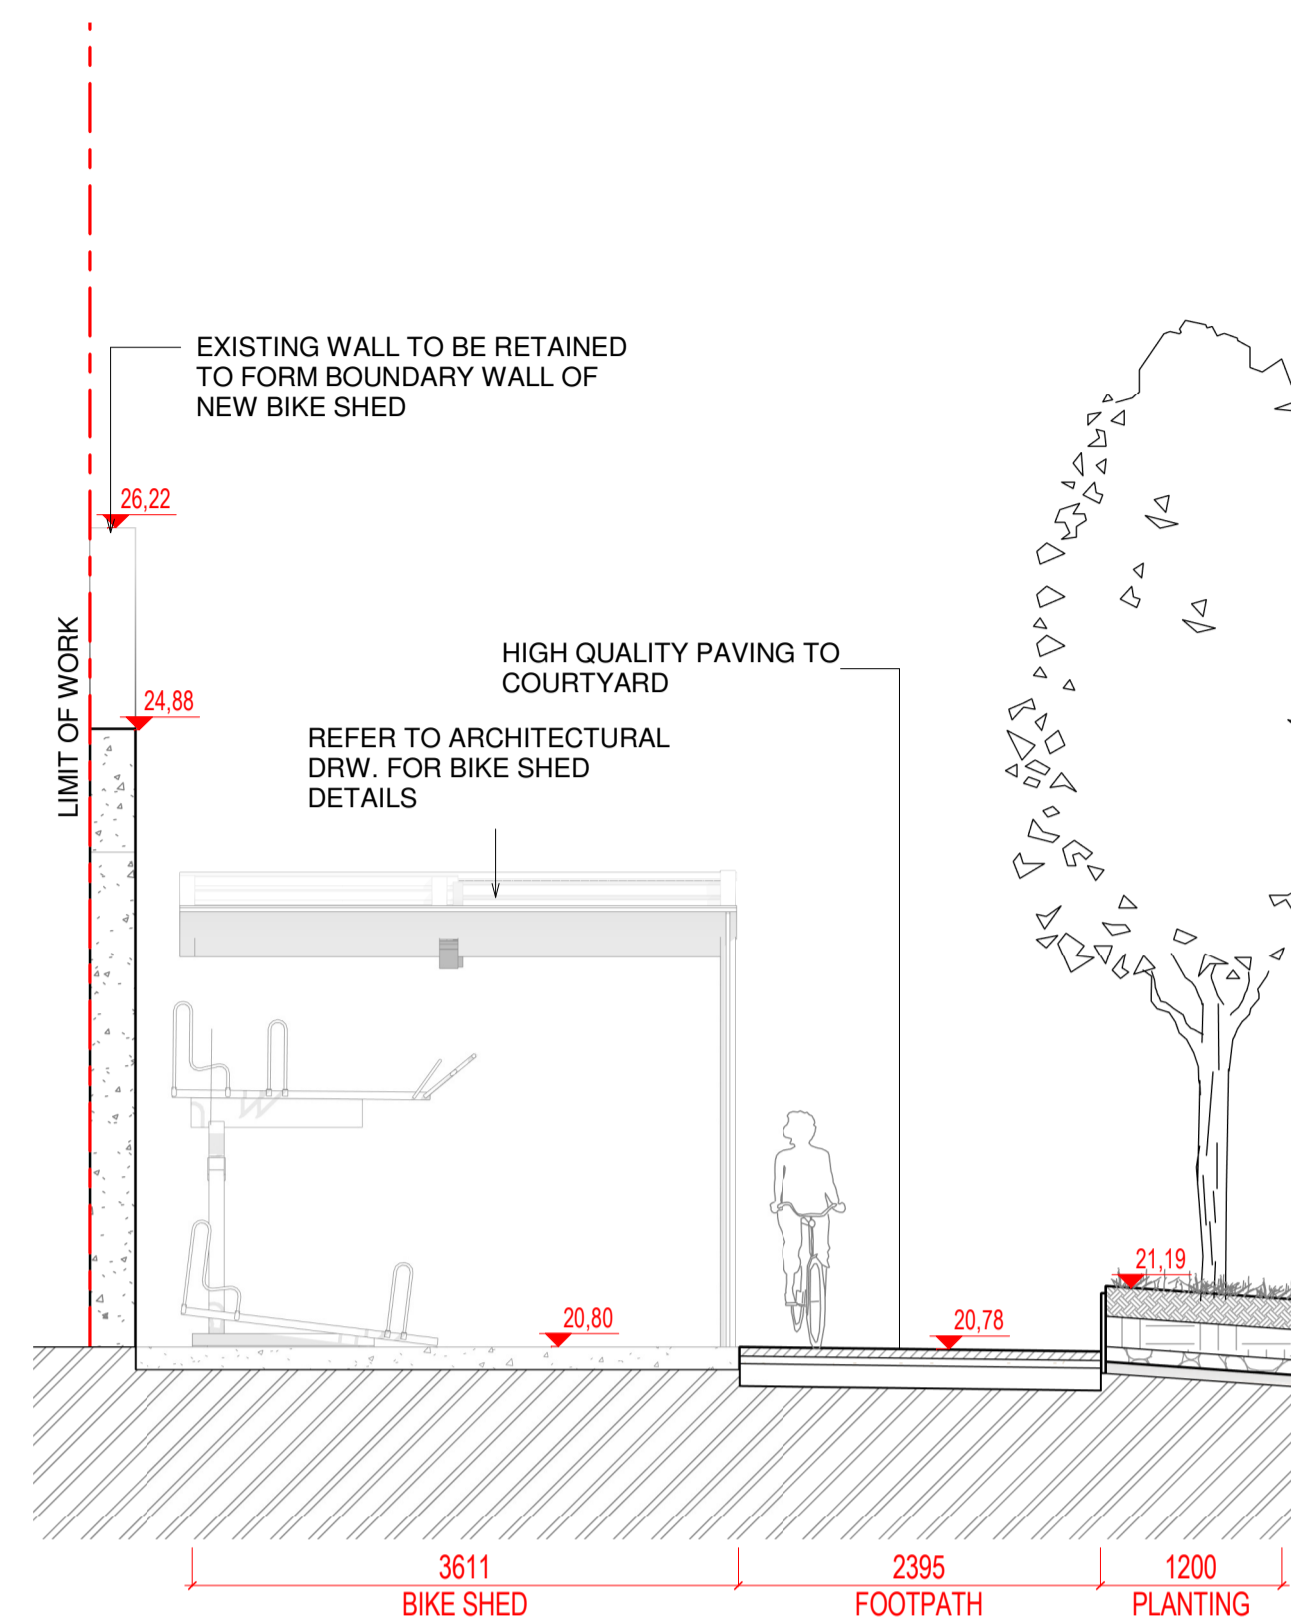 EXISTING WALL TO BE RETAINED
TO FORM BOUNDARY WALL OF
NEW BIKE SHED
26,22
LIMIT OF WORK
24,88
HIGH QUALITY PAVING TO
COURTYARD
REFER TO ARCHITECTURAL
DRW. FOR BIKE SHED
DETAILS
21,19
20,80
20,78
3611
BIKE SHED
2395
FOOTPATH
1200
PLANTING